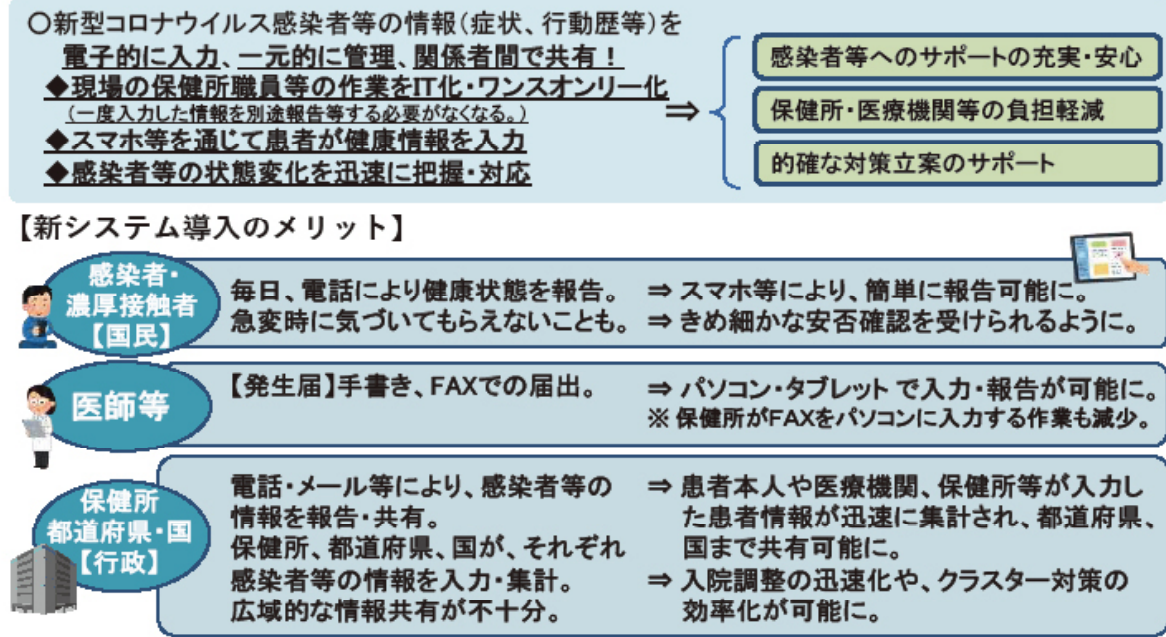 ○新型コロナウイルス感染者等の情報(症状、行動歴等)を
電子的に入力、一元的に管理、関係者間で共有！
◆現場の保健所職員等の作業をIT化・ワンスオンリー化
(一度入力した情報を別途報告等する必要がなくなる。)
◆スマホ等を通じて患者が健康情報を入力
◆感染者等の状態変化を迅速に把握・対応
⇒
感染者等へのサポートの充実・安心
保健所・医療機関等の負担軽減
的確な対策立案のサポート
【新システム導入のメリット】
感染者・
濃厚接触者
【国民】
毎日、電話により健康状態を報告。
急変時に気づいてもらえないことも。
⇒ スマホ等により、簡単に報告可能に。
⇒ きめ細かな安否確認を受けられるように。
医師等
【発生届】手書き、FAXでの届出。
⇒ パソコン・タブレット で入力・報告が可能に。
※ 保健所がFAXをパソコンに入力する作業も減少。
保健所
都道府県・国
【行政】
電話・メール等により、感染者等の
情報を報告・共有。
保健所、都道府県、国が、それぞれ
感染者等の情報を入力・集計。
広域的な情報共有が不十分。
⇒ 患者本人や医療機関、保健所等が入力し
た患者情報が迅速に集計され、都道府県、
国まで共有可能に。
⇒ 入院調整の迅速化や、クラスター対策の
効率化が可能に。